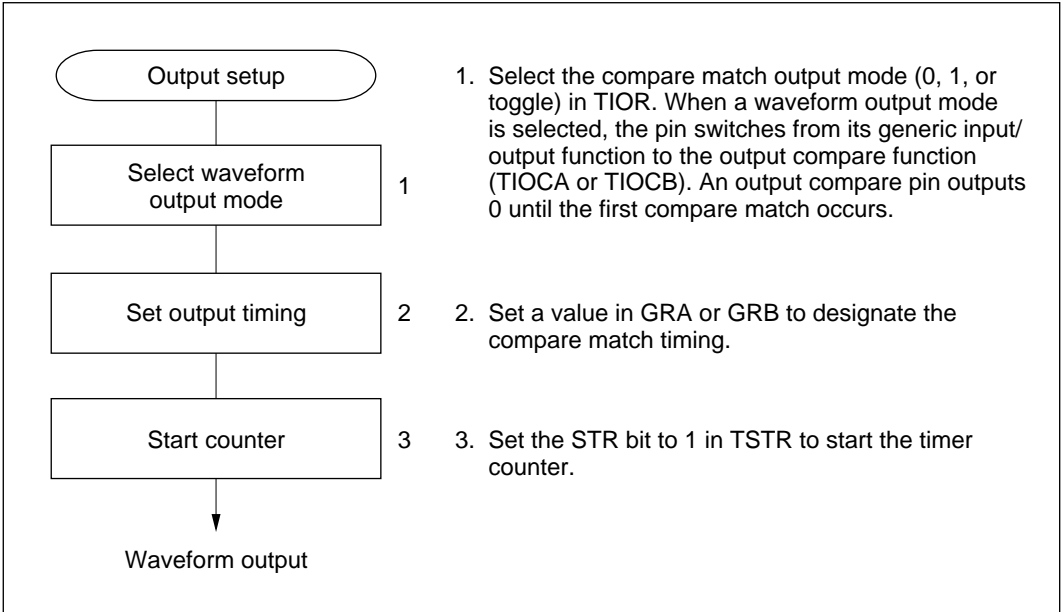 Output setup
Select waveform
output mode
1
Set output timing
2
Start counter
3
Waveform output
1. Select the compare match output mode (0, 1, or
toggle) in TIOR. When a waveform output mode
is selected, the pin switches from its generic input/
output function to the output compare function
(TIOCA or TIOCB). An output compare pin outputs
0 until the first compare match occurs.
2. Set a value in GRA or GRB to designate the
compare match timing.
3. Set the STR bit to 1 in TSTR to start the timer
counter.